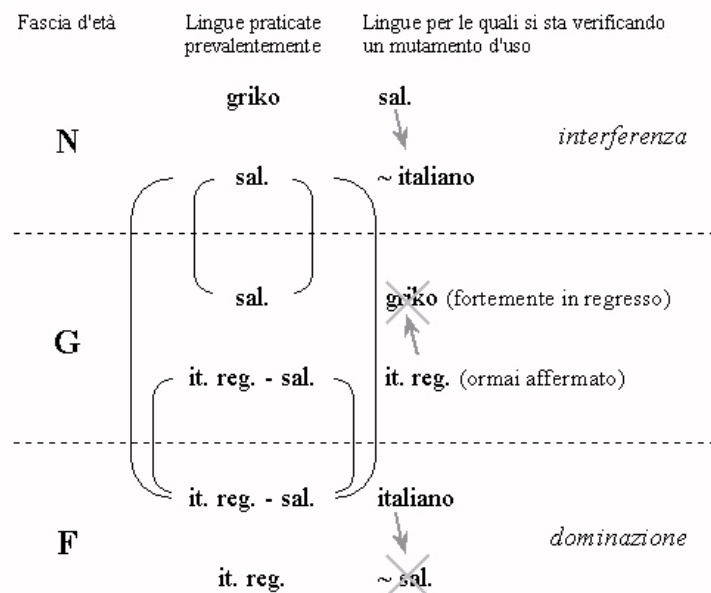 Fascia d'età Lingue praticate prevalentemente Lingue per le quali si sta verificando un mutamento d'uso
griko sal.
N interferenza
sal. ~ italiano
sal. griko (fortemente in regresso)
G
it. reg. - sal. it. reg. (ormai affermato)
it. reg. - sal. italiano
F dominazione
it. reg. ~ sal.